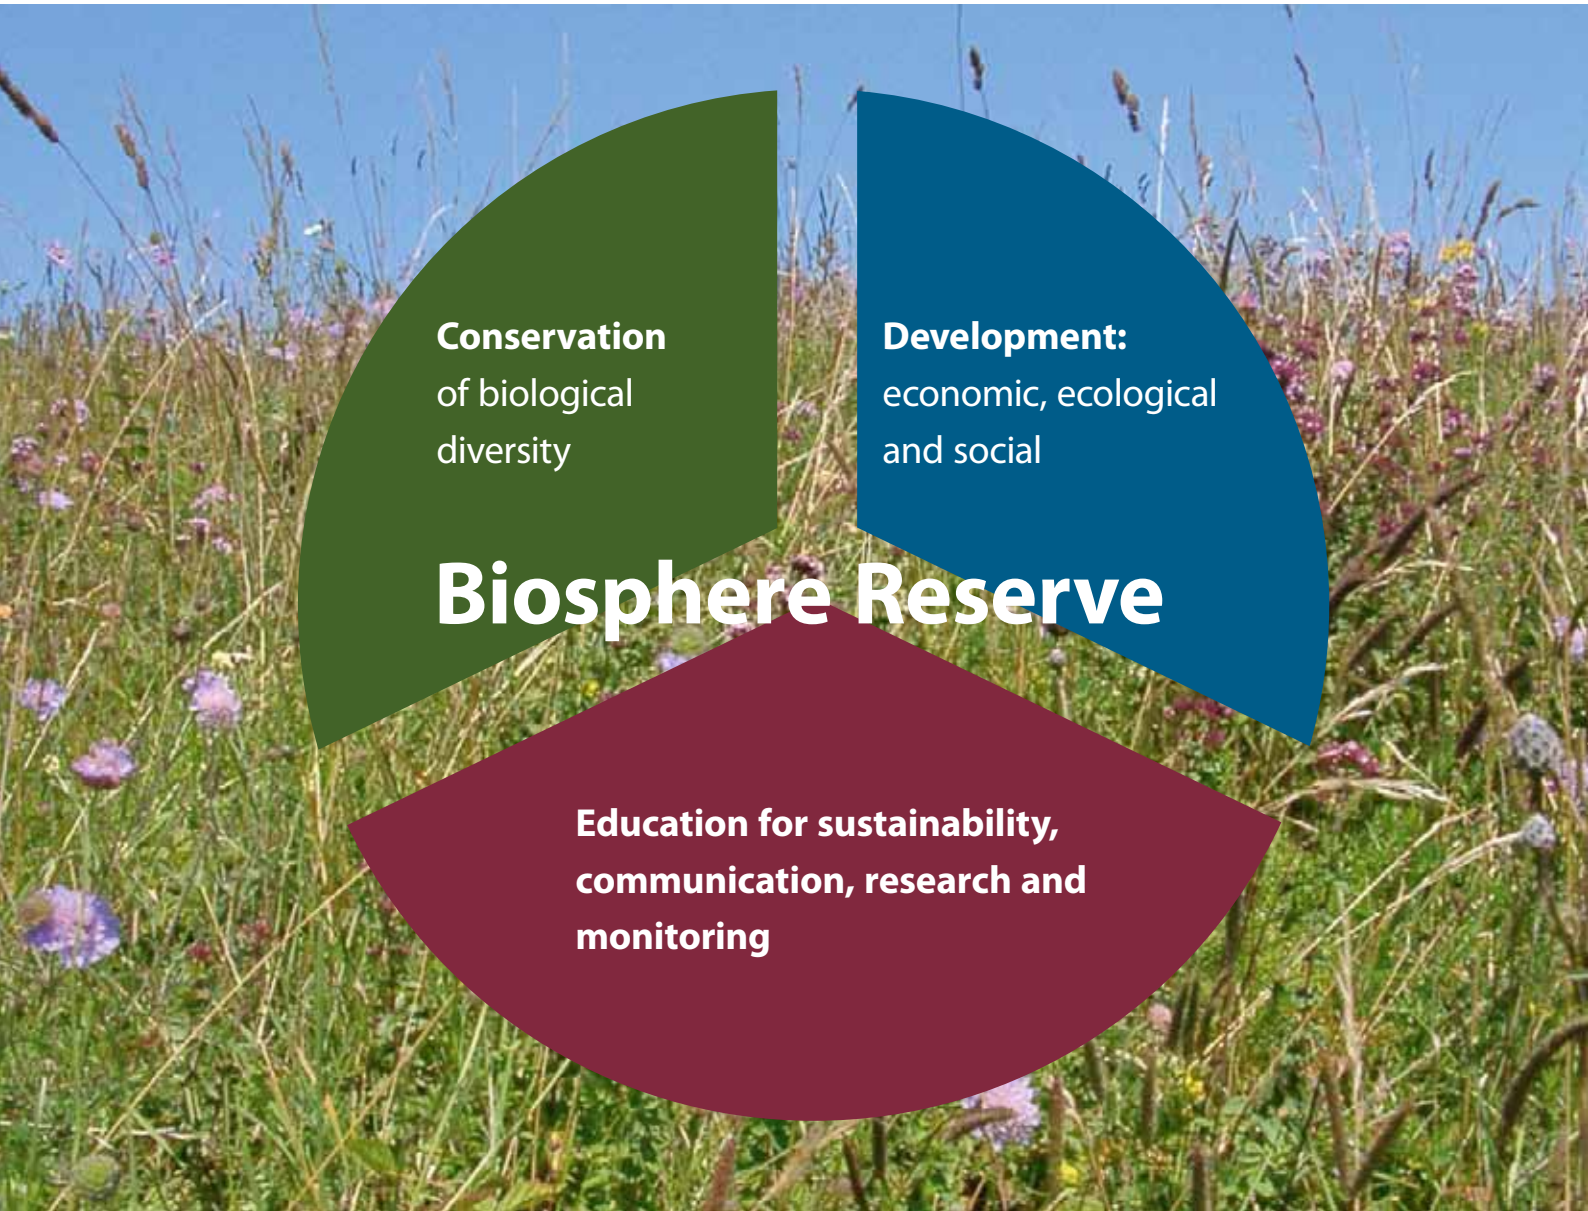 Conservation
of biological
diversity
Development:
economic, ecological
and social
Biosphere Reserve
Education for sustainability,
communication, research and
monitoring